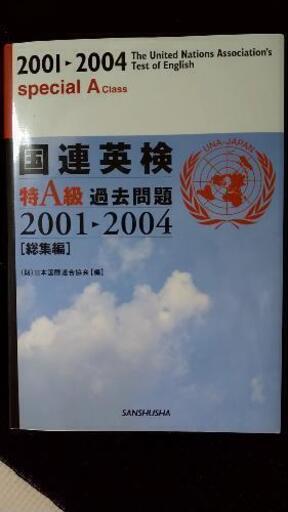 2001▶2004 The United Nations Association's
Test of English
special A Class
国連英検
特A級 過去問題
2001▶2004
[総集編]
(財)日本国際連合協会[編]
UNA-JAPAN
SANSHUSHA